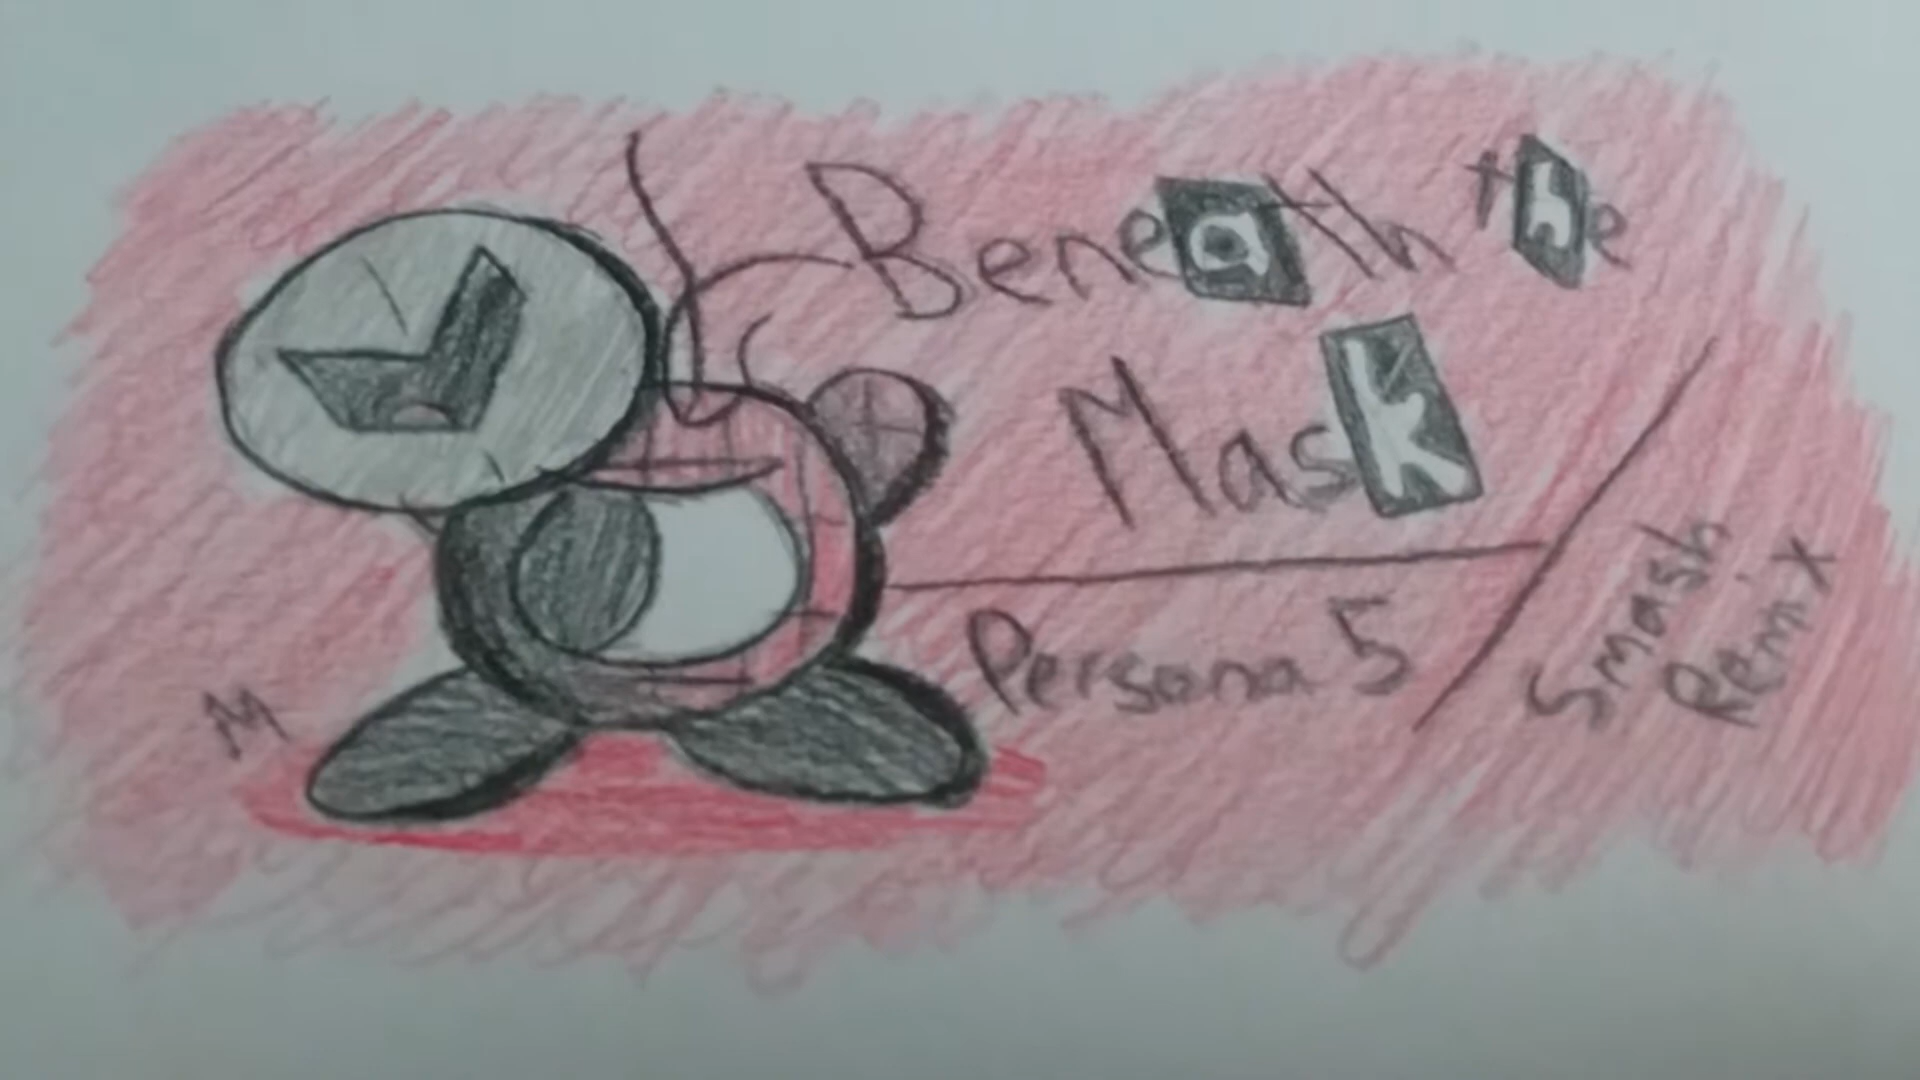 Beneath the
Mask
Persona 5
Smash
Remix
M